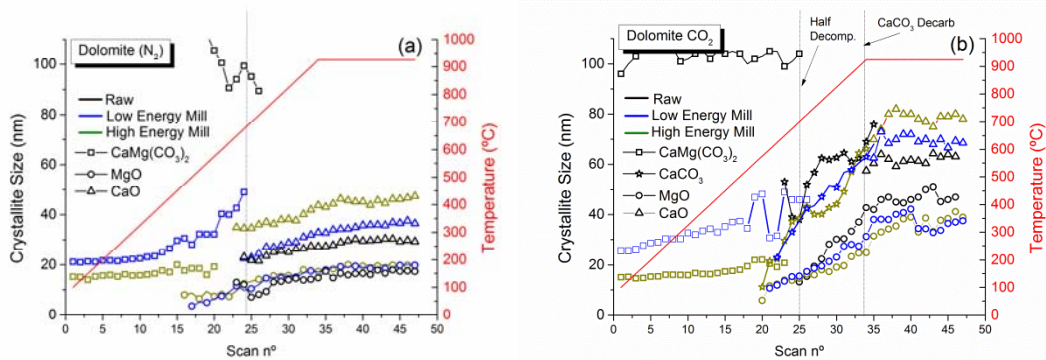 Dolomite (N2)
(a)
Raw
Low Energy Mill
High Energy Mill
CaMg(CO3)2
MgO
CaO
100
80
60
40
20
0
Crystallite Size (nm)
0 5 10 15 20 25 30 35 40 45 50
Scan nº
1000
900
800
700
600
500
400
300
200
100
0
Temperature (ºC)
Dolomite CO2
Half
Decomp.
CaCO3 Decarb
(b)
Raw
Low Energy Mill
High Energy Mill
CaMg(CO3)2
CaCO3
MgO
CaO
100
80
60
40
20
0
Crystallite Size (nm)
0 5 10 15 20 25 30 35 40 45 50
Scan nº
1000
900
800
700
600
500
400
300
200
100
0
Temperature (ºC)